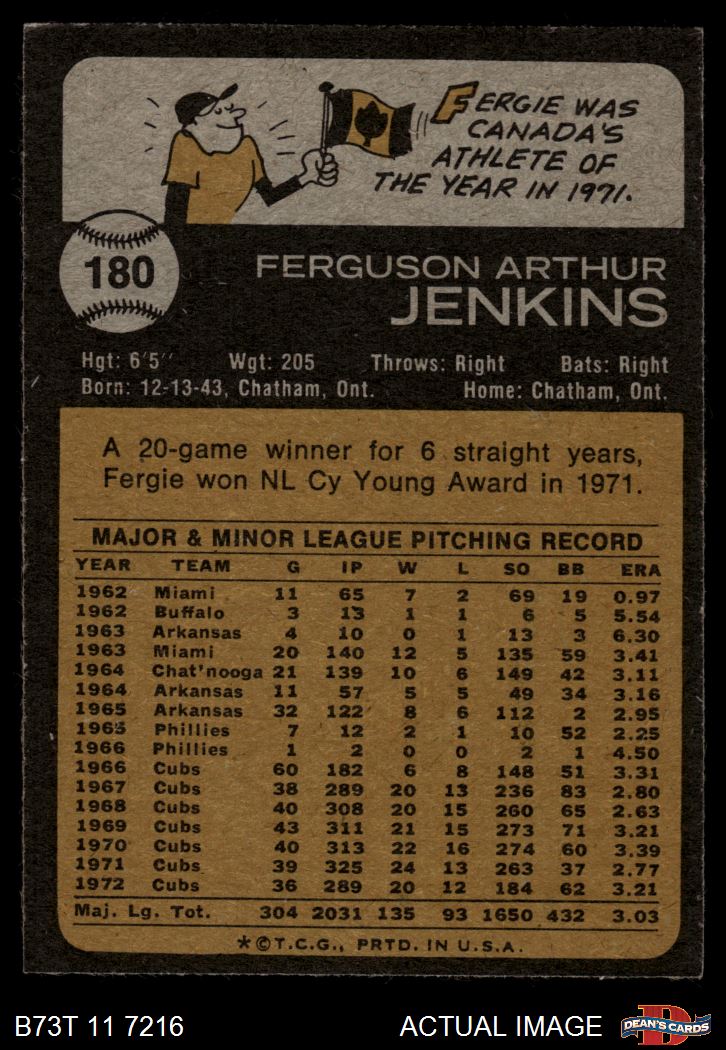 FERGIE WAS
CANADA'S
ATHLETE OF
THE YEAR IN 1971.
180
FERGUSON ARTHUR
JENKINS
Hgt: 6'5" Wgt: 205 Throws: Right Bats: Right
Born: 12-13-43, Chatham, Ont. Home: Chatham, Ont.
A 20-game winner for 6 straight years,
Fergie won NL Cy Young Award in 1971.
MAJOR & MINOR LEAGUE PITCHING RECORD
YEAR TEAM G IP W L SO BB ERA
1962 Miami 11 65 7 2 69 19 0.97
1962 Buffalo 3 13 1 1 6 5 5.54
1963 Arkansas 4 10 0 1 13 3 6.30
1963 Miami 20 140 12 5 135 59 3.41
1964 Chat'nooga 21 139 10 6 149 42 3.11
1964 Arkansas 11 57 5 5 49 34 3.16
1965 Arkansas 32 122 8 6 112 2 2.95
1965 Phillies 7 12 2 1 10 52 2.25
1966 Phillies 1 2 0 0 2 1 4.50
1966 Cubs 60 182 6 8 148 51 3.31
1967 Cubs 38 289 20 13 236 83 2.80
1968 Cubs 40 308 20 15 260 65 2.63
1969 Cubs 43 311 21 15 273 71 3.21
1970 Cubs 40 313 22 16 274 60 3.39
1971 Cubs 39 325 24 13 263 37 2.77
1972 Cubs 36 289 20 12 184 62 3.21
Maj. Lg. Tot. 304 2031 135 93 1650 432 3.03
*©T.C.G., PRTD. IN U.S.A.
B73T 11 7216 ACTUAL IMAGE
D
DEAN'S CARDS